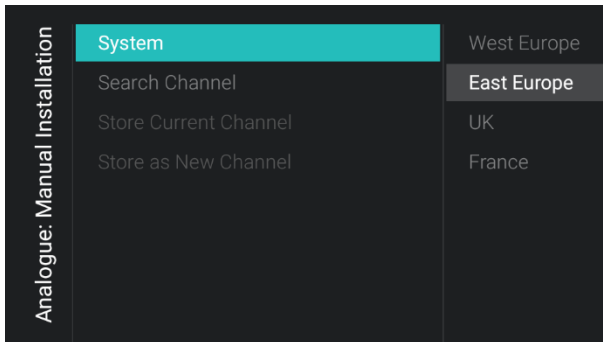 Analogue: Manual Installation
System
Search Channel
Store Current Channel
Store as New Channel
West Europe
East Europe
UK
France